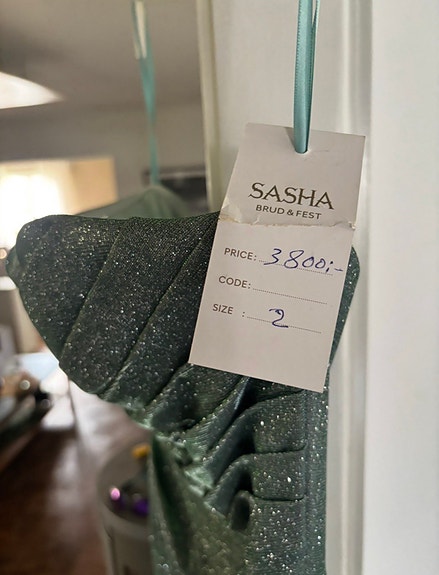 SASHA
BRUD & FEST
PRICE: 3800;-
CODE:
SIZE : 2